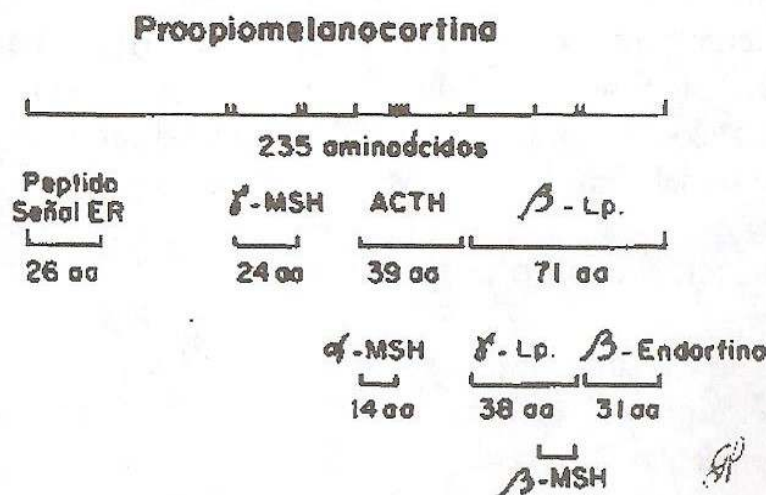 Proopiomelanocortina
235 aminoácidos
Peptido
Señal ER
26 aa
γ-MSH
24 aa
ACTH
39 aa
β-Lp.
71 aa
α-MSH
14 aa
γ-Lp.
38 aa
β-Endorfina
31 aa
β-MSH